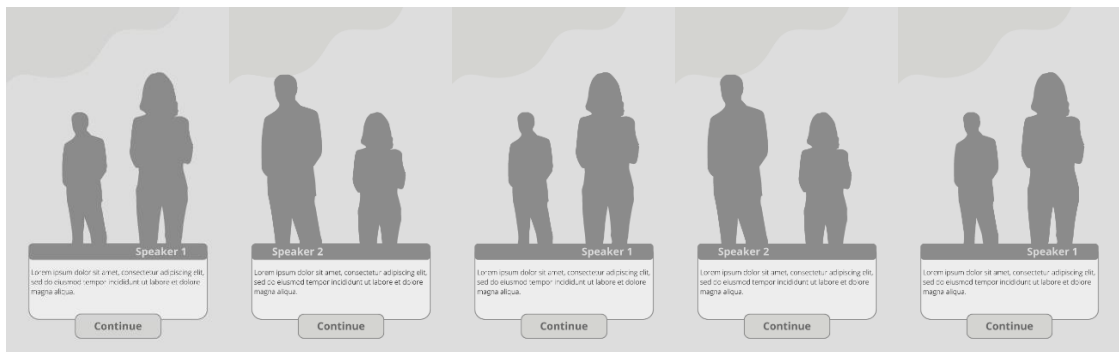 Speaker 1
Lorem ipsum dolor sit amet, consectetur adipiscing elit,
sed do eiusmod tempor incididunt ut labore et dolore
magna aliqua.
Continue
Speaker 2
Lorem ipsum dolor sit amet, consectetur adipiscing elit,
sed do eiusmod tempor incididunt ut labore et dolore
magna aliqua.
Continue
Speaker 1
Lorem ipsum dolor sit amet, consectetur adipiscing elit,
sed do eiusmod tempor incididunt ut labore et dolore
magna aliqua.
Continue
Speaker 2
Lorem ipsum dolor sit amet, consectetur adipiscing elit,
sed do eiusmod tempor incididunt ut labore et dolore
magna aliqua.
Continue
Speaker 1
Lorem ipsum dolor sit amet, consectetur adipiscing elit,
sed do eiusmod tempor incididunt ut labore et dolore
magna aliqua.
Continue